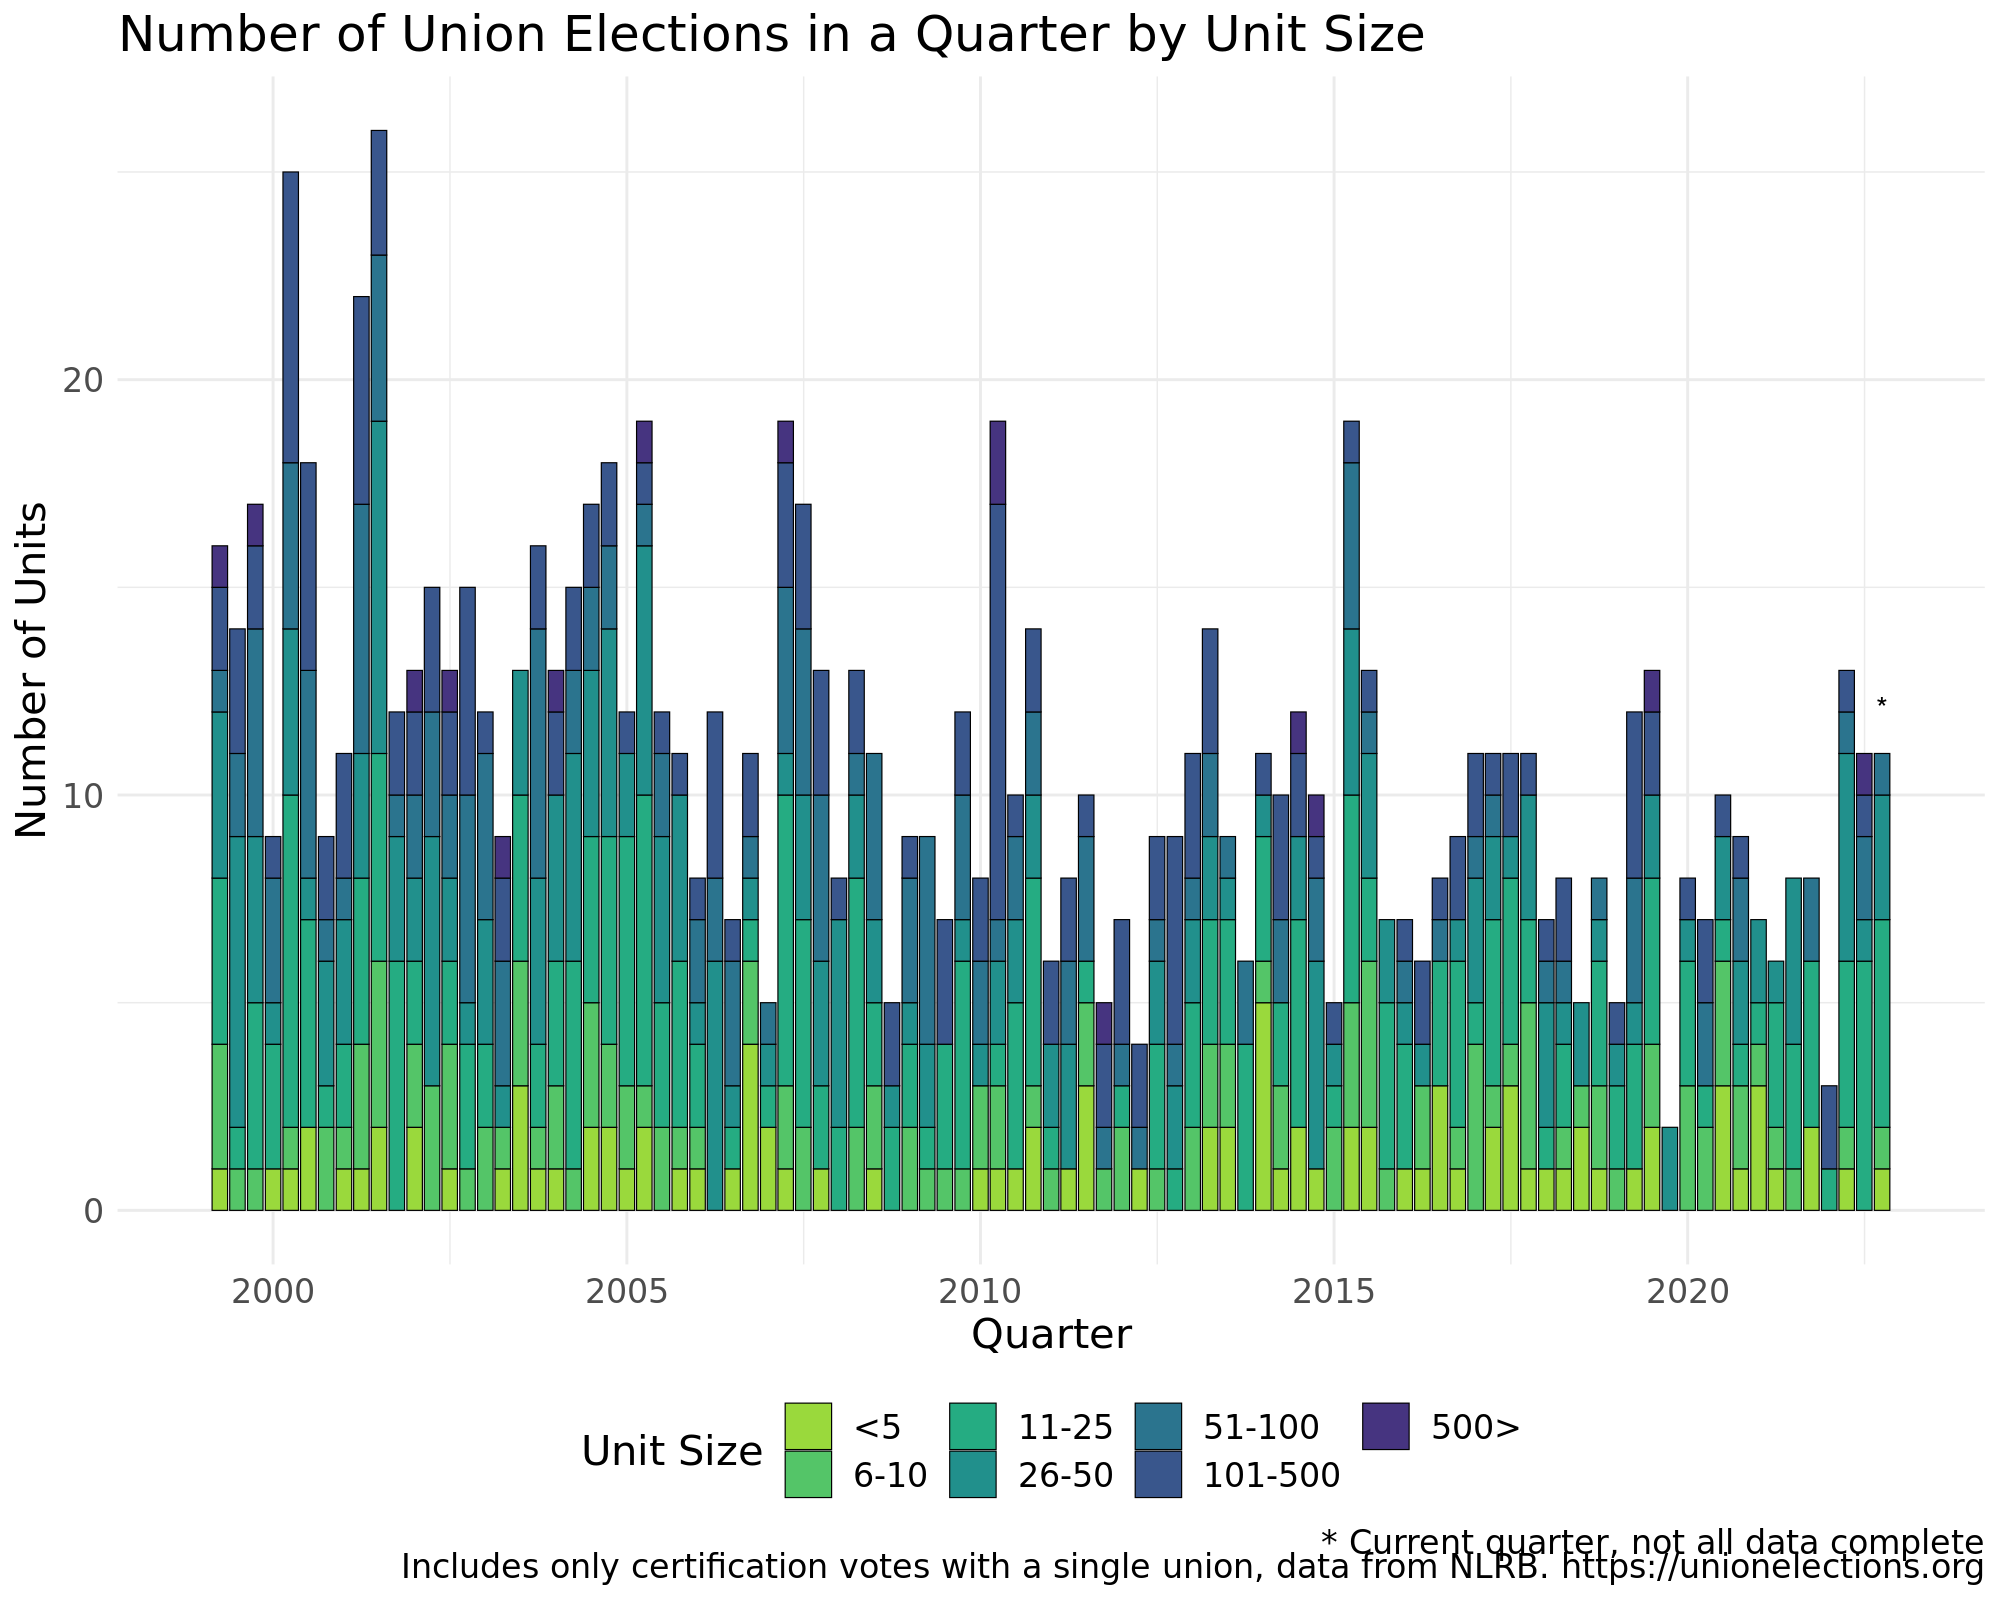 Number of Union Elections in a Quarter by Unit Size
Number of Units
20
10
0
*
2000 2005 2010 2015 2020
Quarter
Unit Size
<5 11-25 51-100 500>
6-10 26-50 101-500
* Current quarter, not all data complete
Includes only certification votes with a single union, data from NLRB. https://unionelections.org